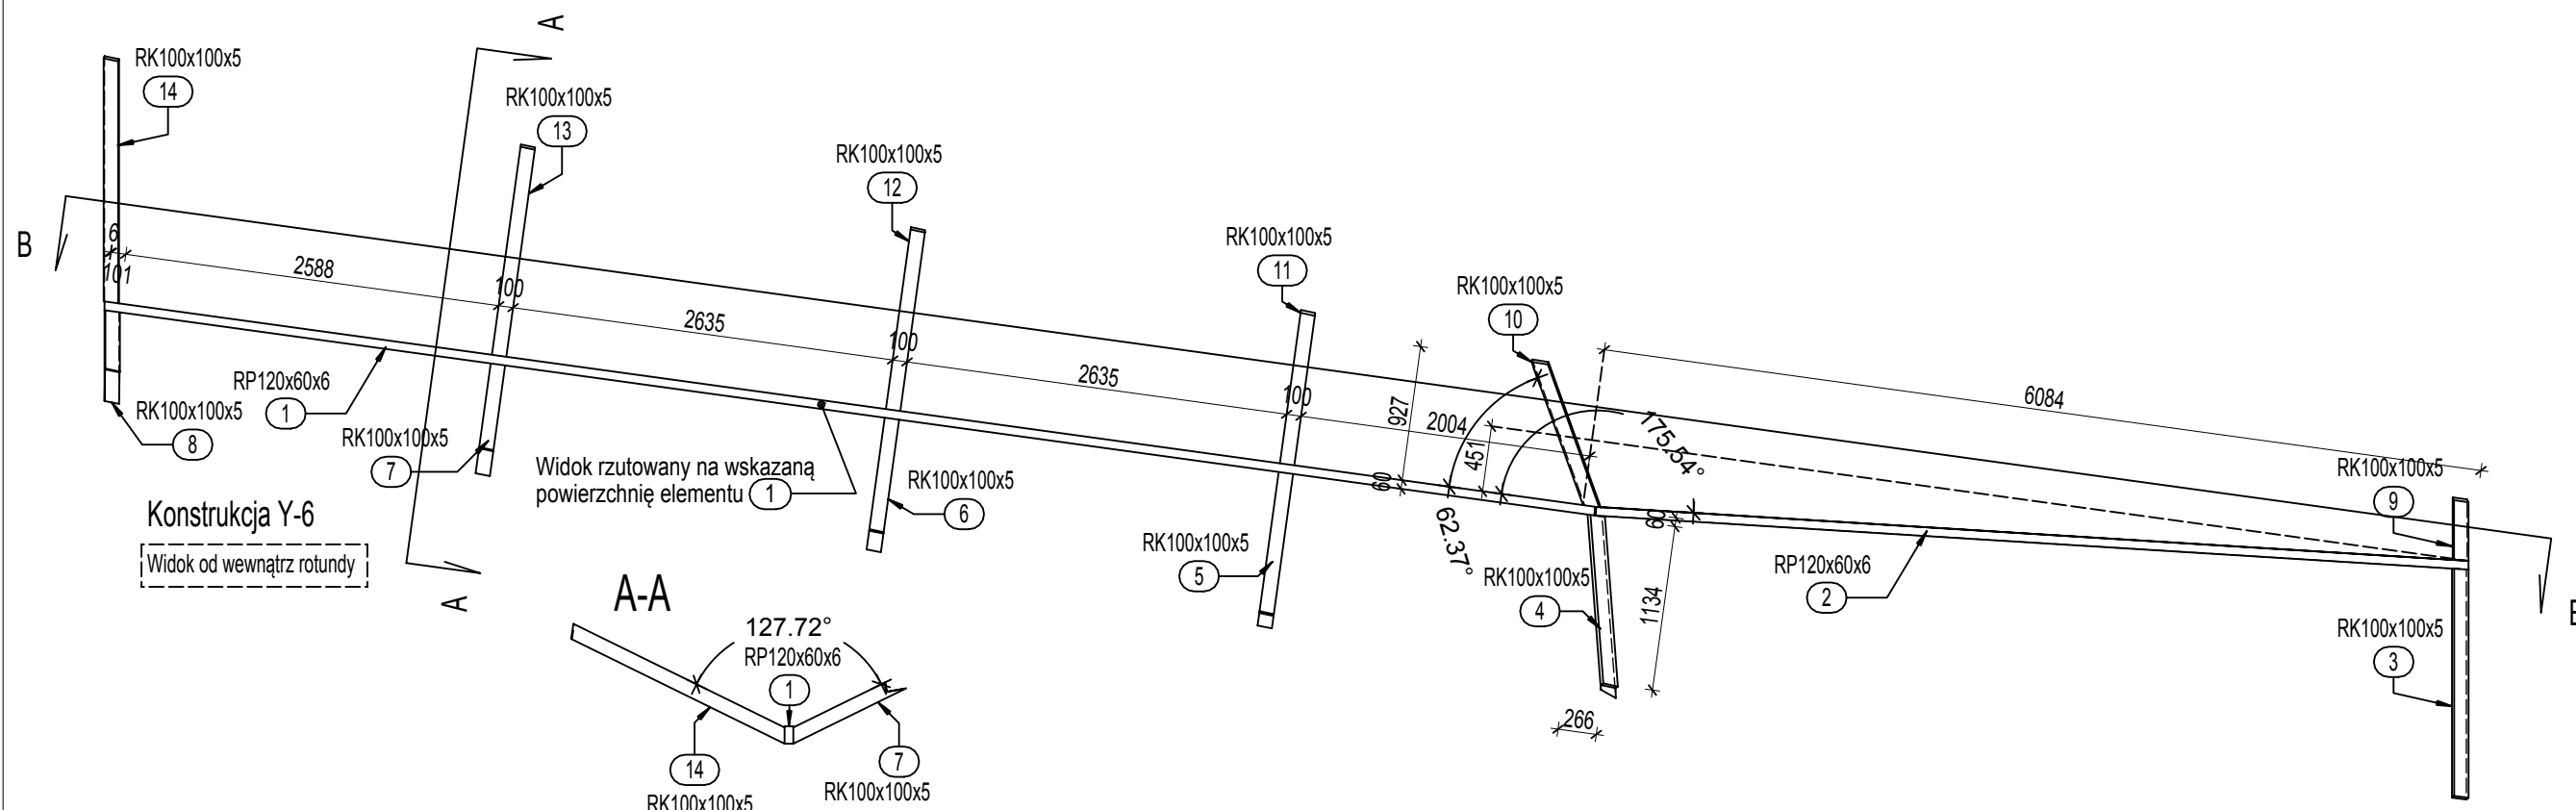 A
RK100x100x5
14
RK100x100x5
13
RK100x100x5
12
RK100x100x5
11
RK100x100x5
10
B
6
101
2588
100
2635
100
2635
100
927
2004
451
60
6084
175.54°
62.37°
RK100x100x5
9
RP120x60x6
1
RK100x100x5
8
RK100x100x5
7
Widok rzutowany na wskazaną
powierzchnię elementu 1
RK100x100x5
6
RK100x100x5
5
RK100x100x5
4
60
1134
266
RP120x60x6
2
RK100x100x5
3
Konstrukcja Y-6
Widok od wewnątrz rotundy
A
A-A
127.72°
RP120x60x6
1
14
RK100x100x5
7
RK100x100x5